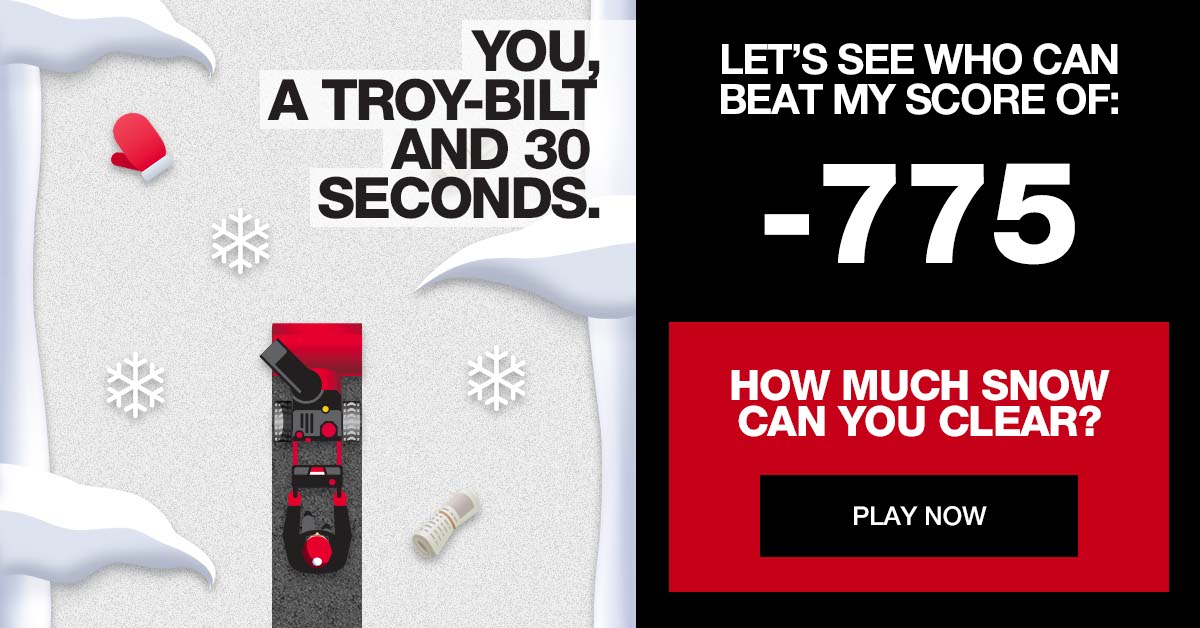 YOU,
A TROY-BILT
AND 30
SECONDS.
LET’S SEE WHO CAN
BEAT MY SCORE OF:
-775
HOW MUCH SNOW
CAN YOU CLEAR?
PLAY NOW